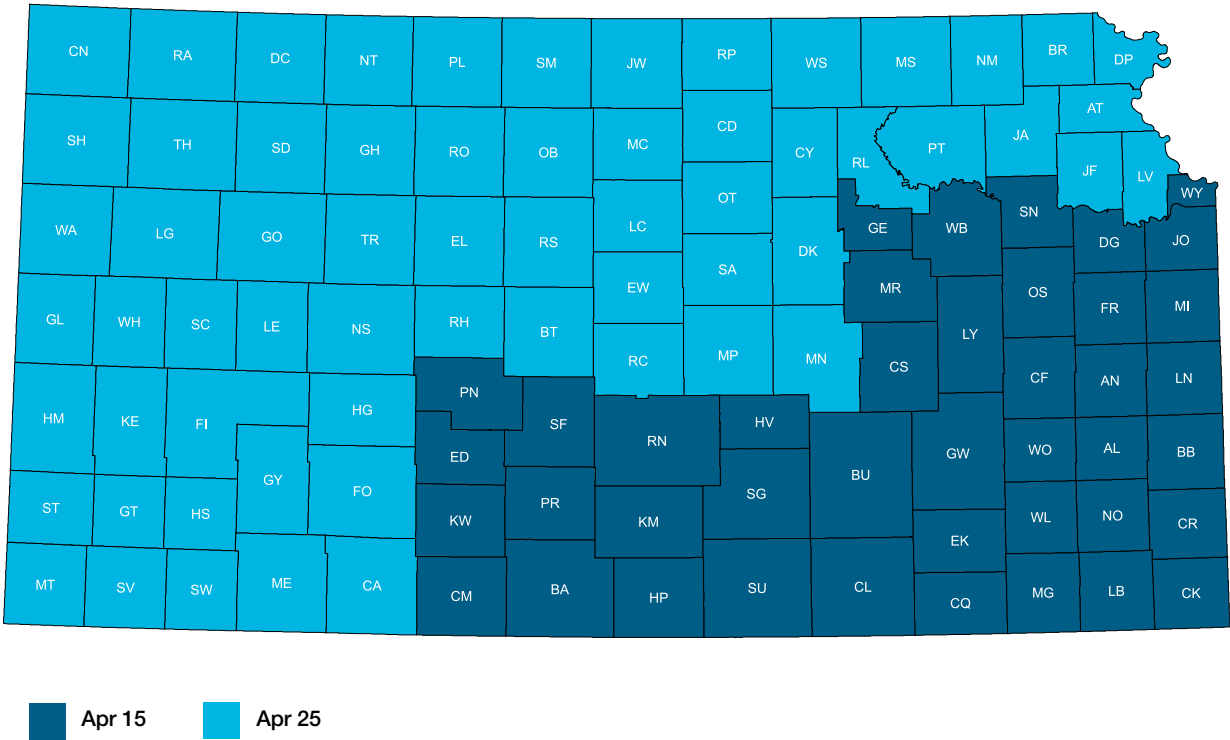 CN RA DC NT PL SM JW RP WS MS NM BR DP
SH TH SD GH RO OB MC CD CY RL PT JA AT
JF LV WY
WA LG GO TR EL RS LC OT DK GE WB SN DG JO
GL WH SC LE NS RH BT EW SA MR LY OS FR MI
RC MP MN CS CF AN LN
HM KE FI HG PN SF RN HV BU GW WO AL BB
ST GT HS GY FO ED PR SG
KW KM EK WL NO CR
MT SV SW ME CA CM BA HP SU CL CQ MG LB CK
Apr 15 Apr 25